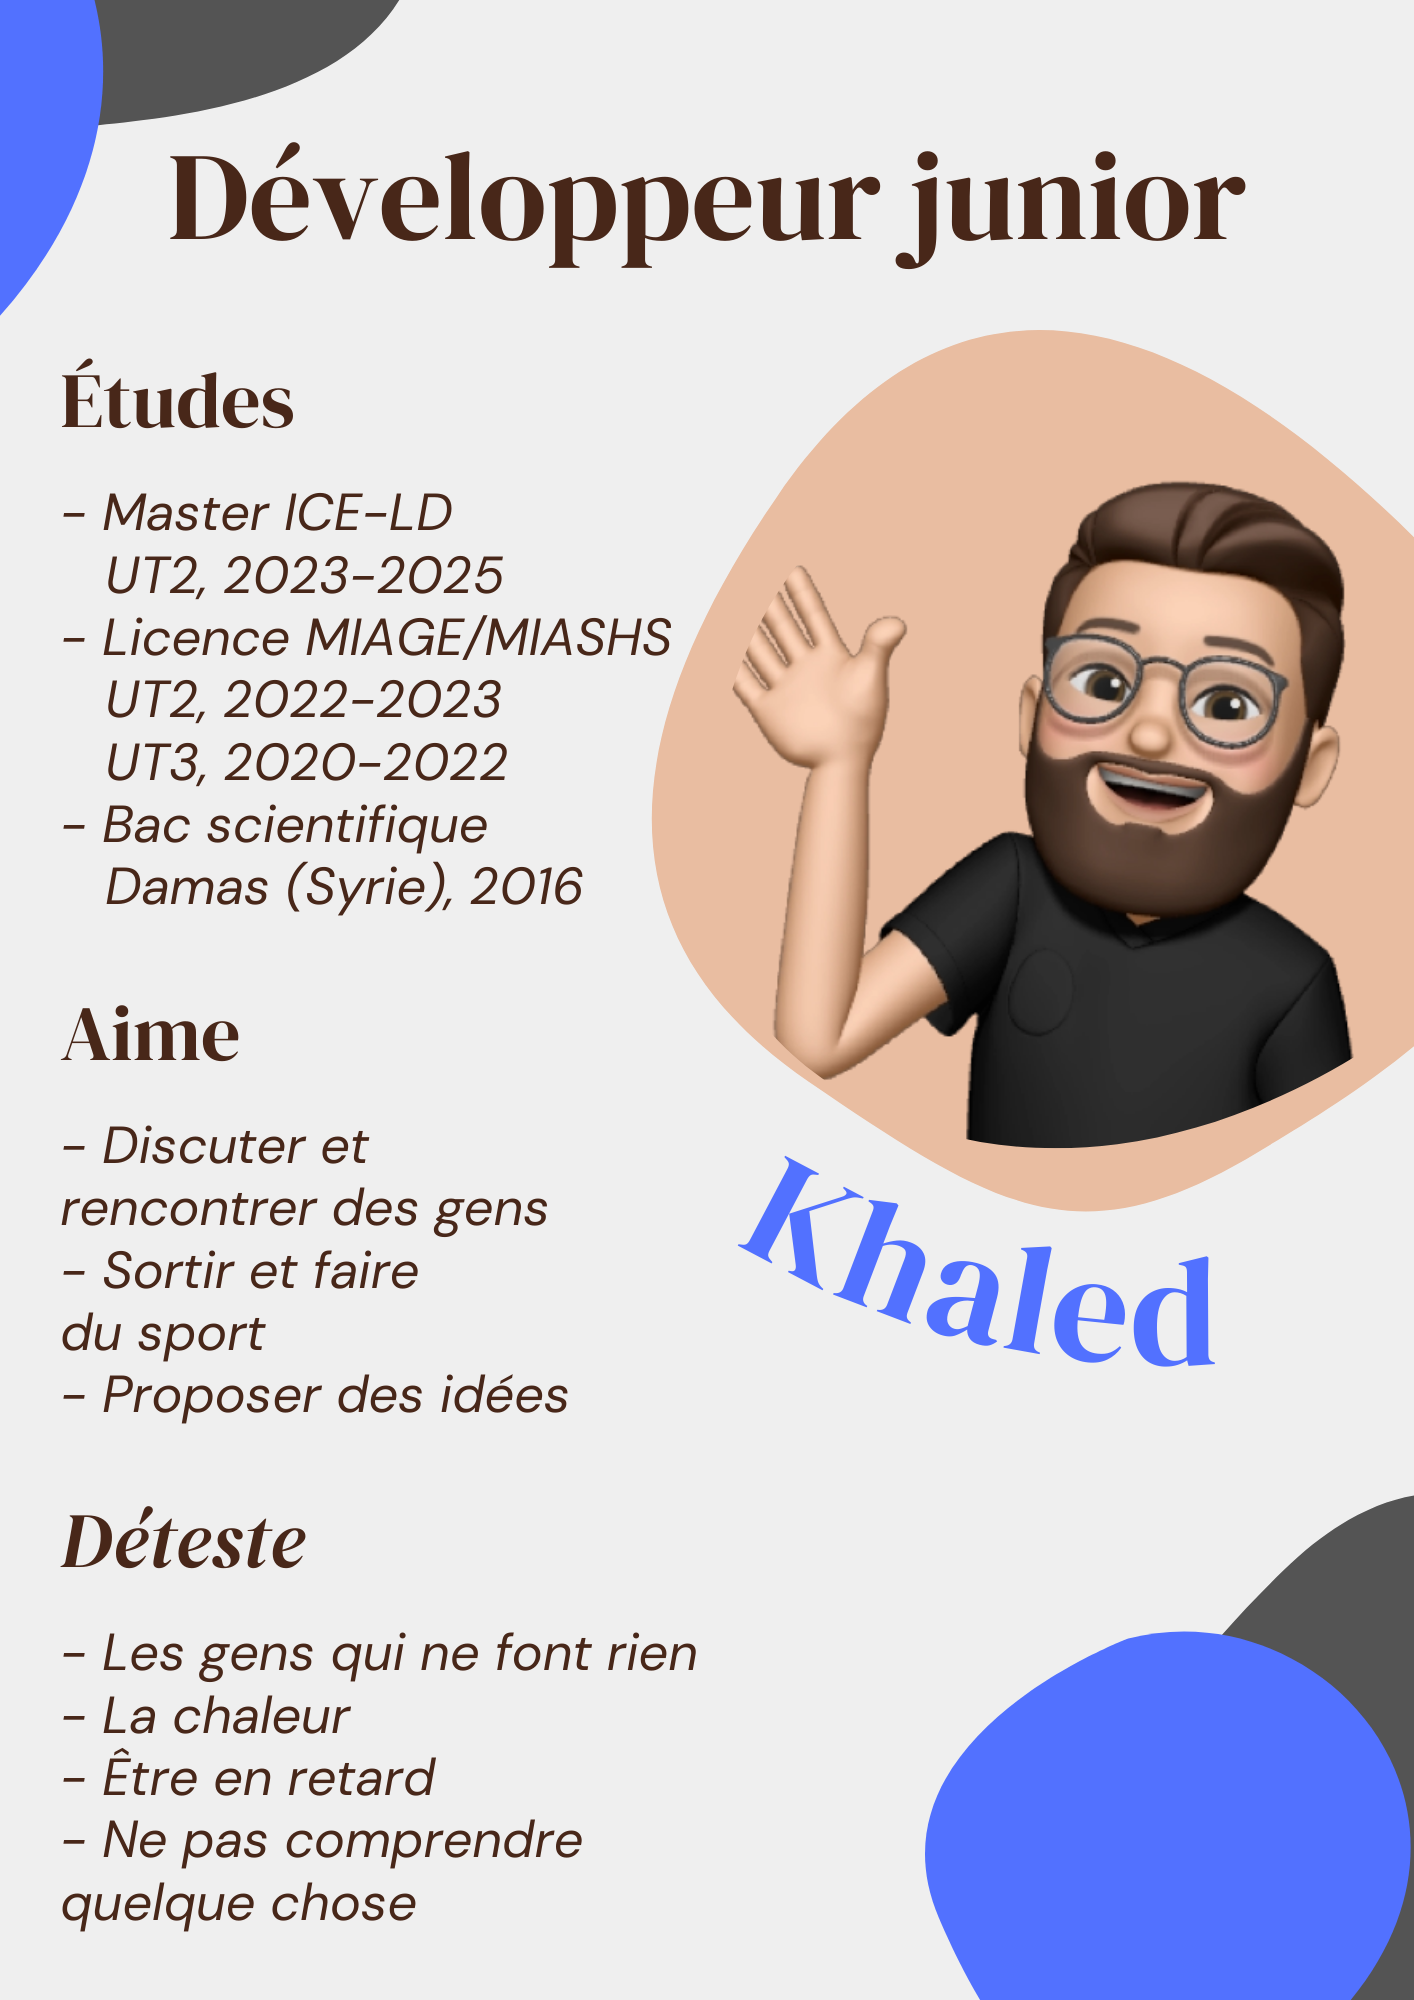 Développeur junior
Études
- Master ICE-LD
UT2, 2023-2025
- Licence MIAGE/MIASHS
UT2, 2022-2023
UT3, 2020-2022
- Bac scientifique
Damas (Syrie), 2016
Aime
- Discuter et
rencontrer des gens
- Sortir et faire
du sport
- Proposer des idées
Khaled
Déteste
- Les gens qui ne font rien
- La chaleur
- Être en retard
- Ne pas comprendre
quelque chose